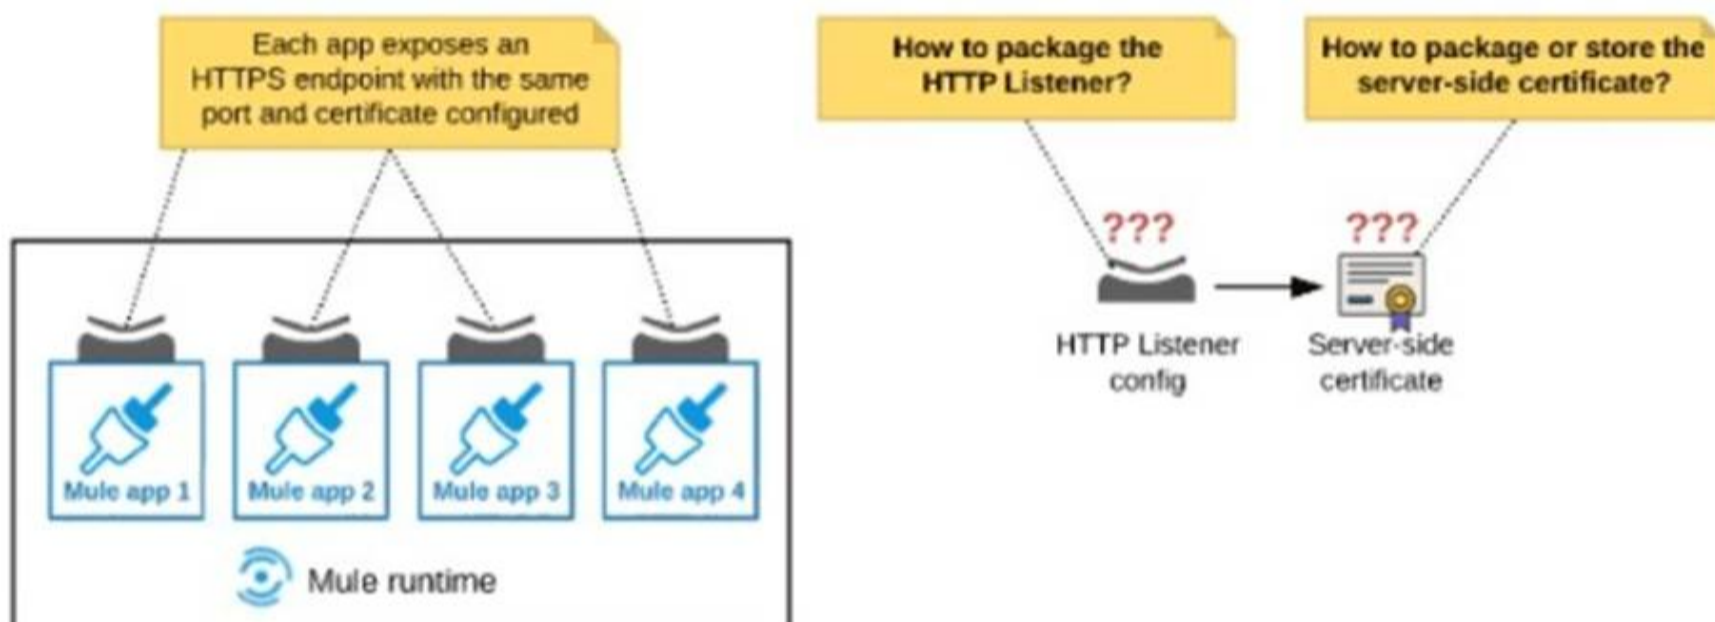 Each app exposes an
HTTPS endpoint with the same
port and certificate configured
How to package the
HTTP Listener?
How to package or store the
server-side certificate?
???
???
HTTP Listener
config
Server-side
certificate
Mule app 1
Mule app 2
Mule app 3
Mule app 4
Mule runtime